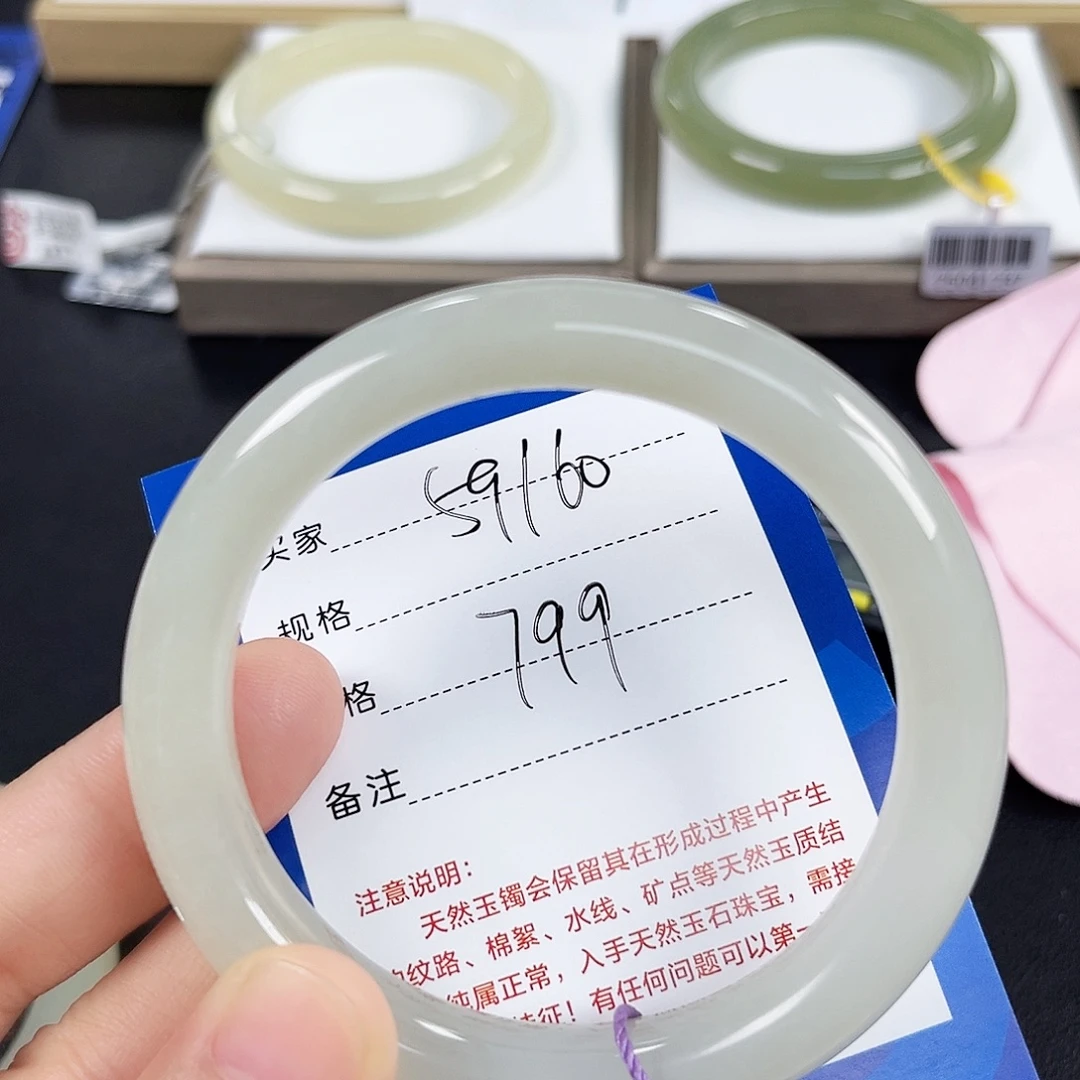 买家 59/60
规格
格 799
备注
注意说明：
天然玉镯会保留其在形成过程中产生
的纹路、棉絮、水线、矿点等天然玉质结
纯属正常，入手天然玉石珠宝，需接
特征！有任何问题可以第一